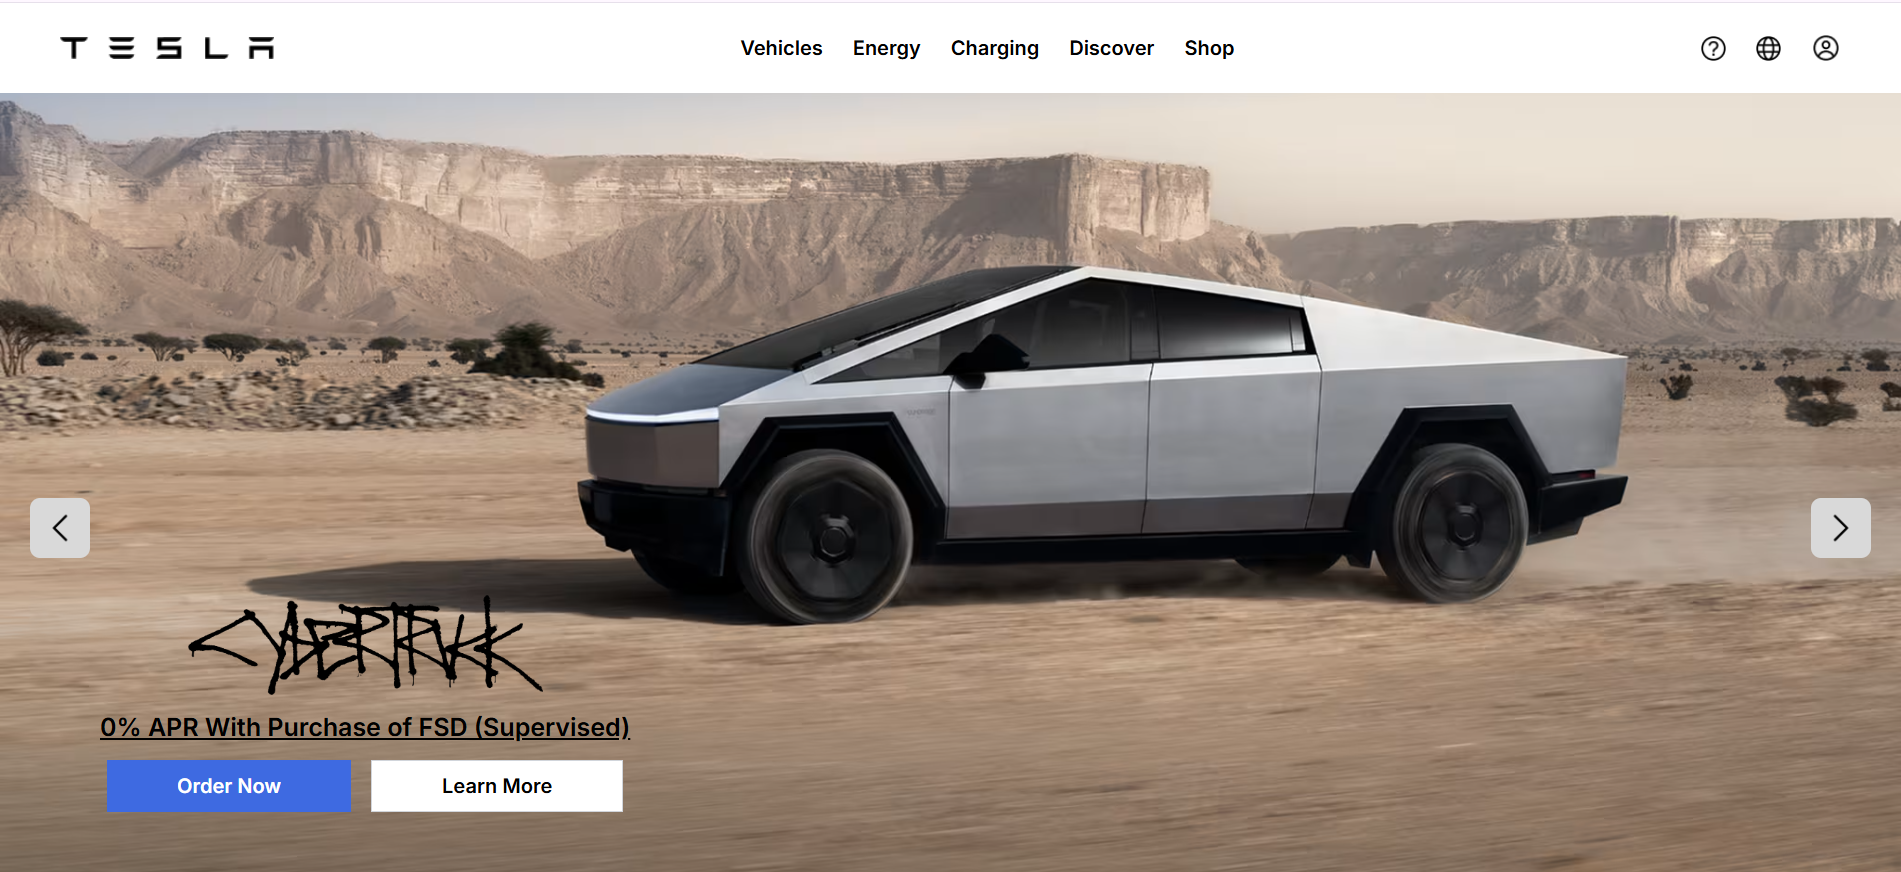 TESLA
Vehicles Energy Charging Discover Shop
CYBERTRUCK
0% APR With Purchase of FSD (Supervised)
Order Now Learn More